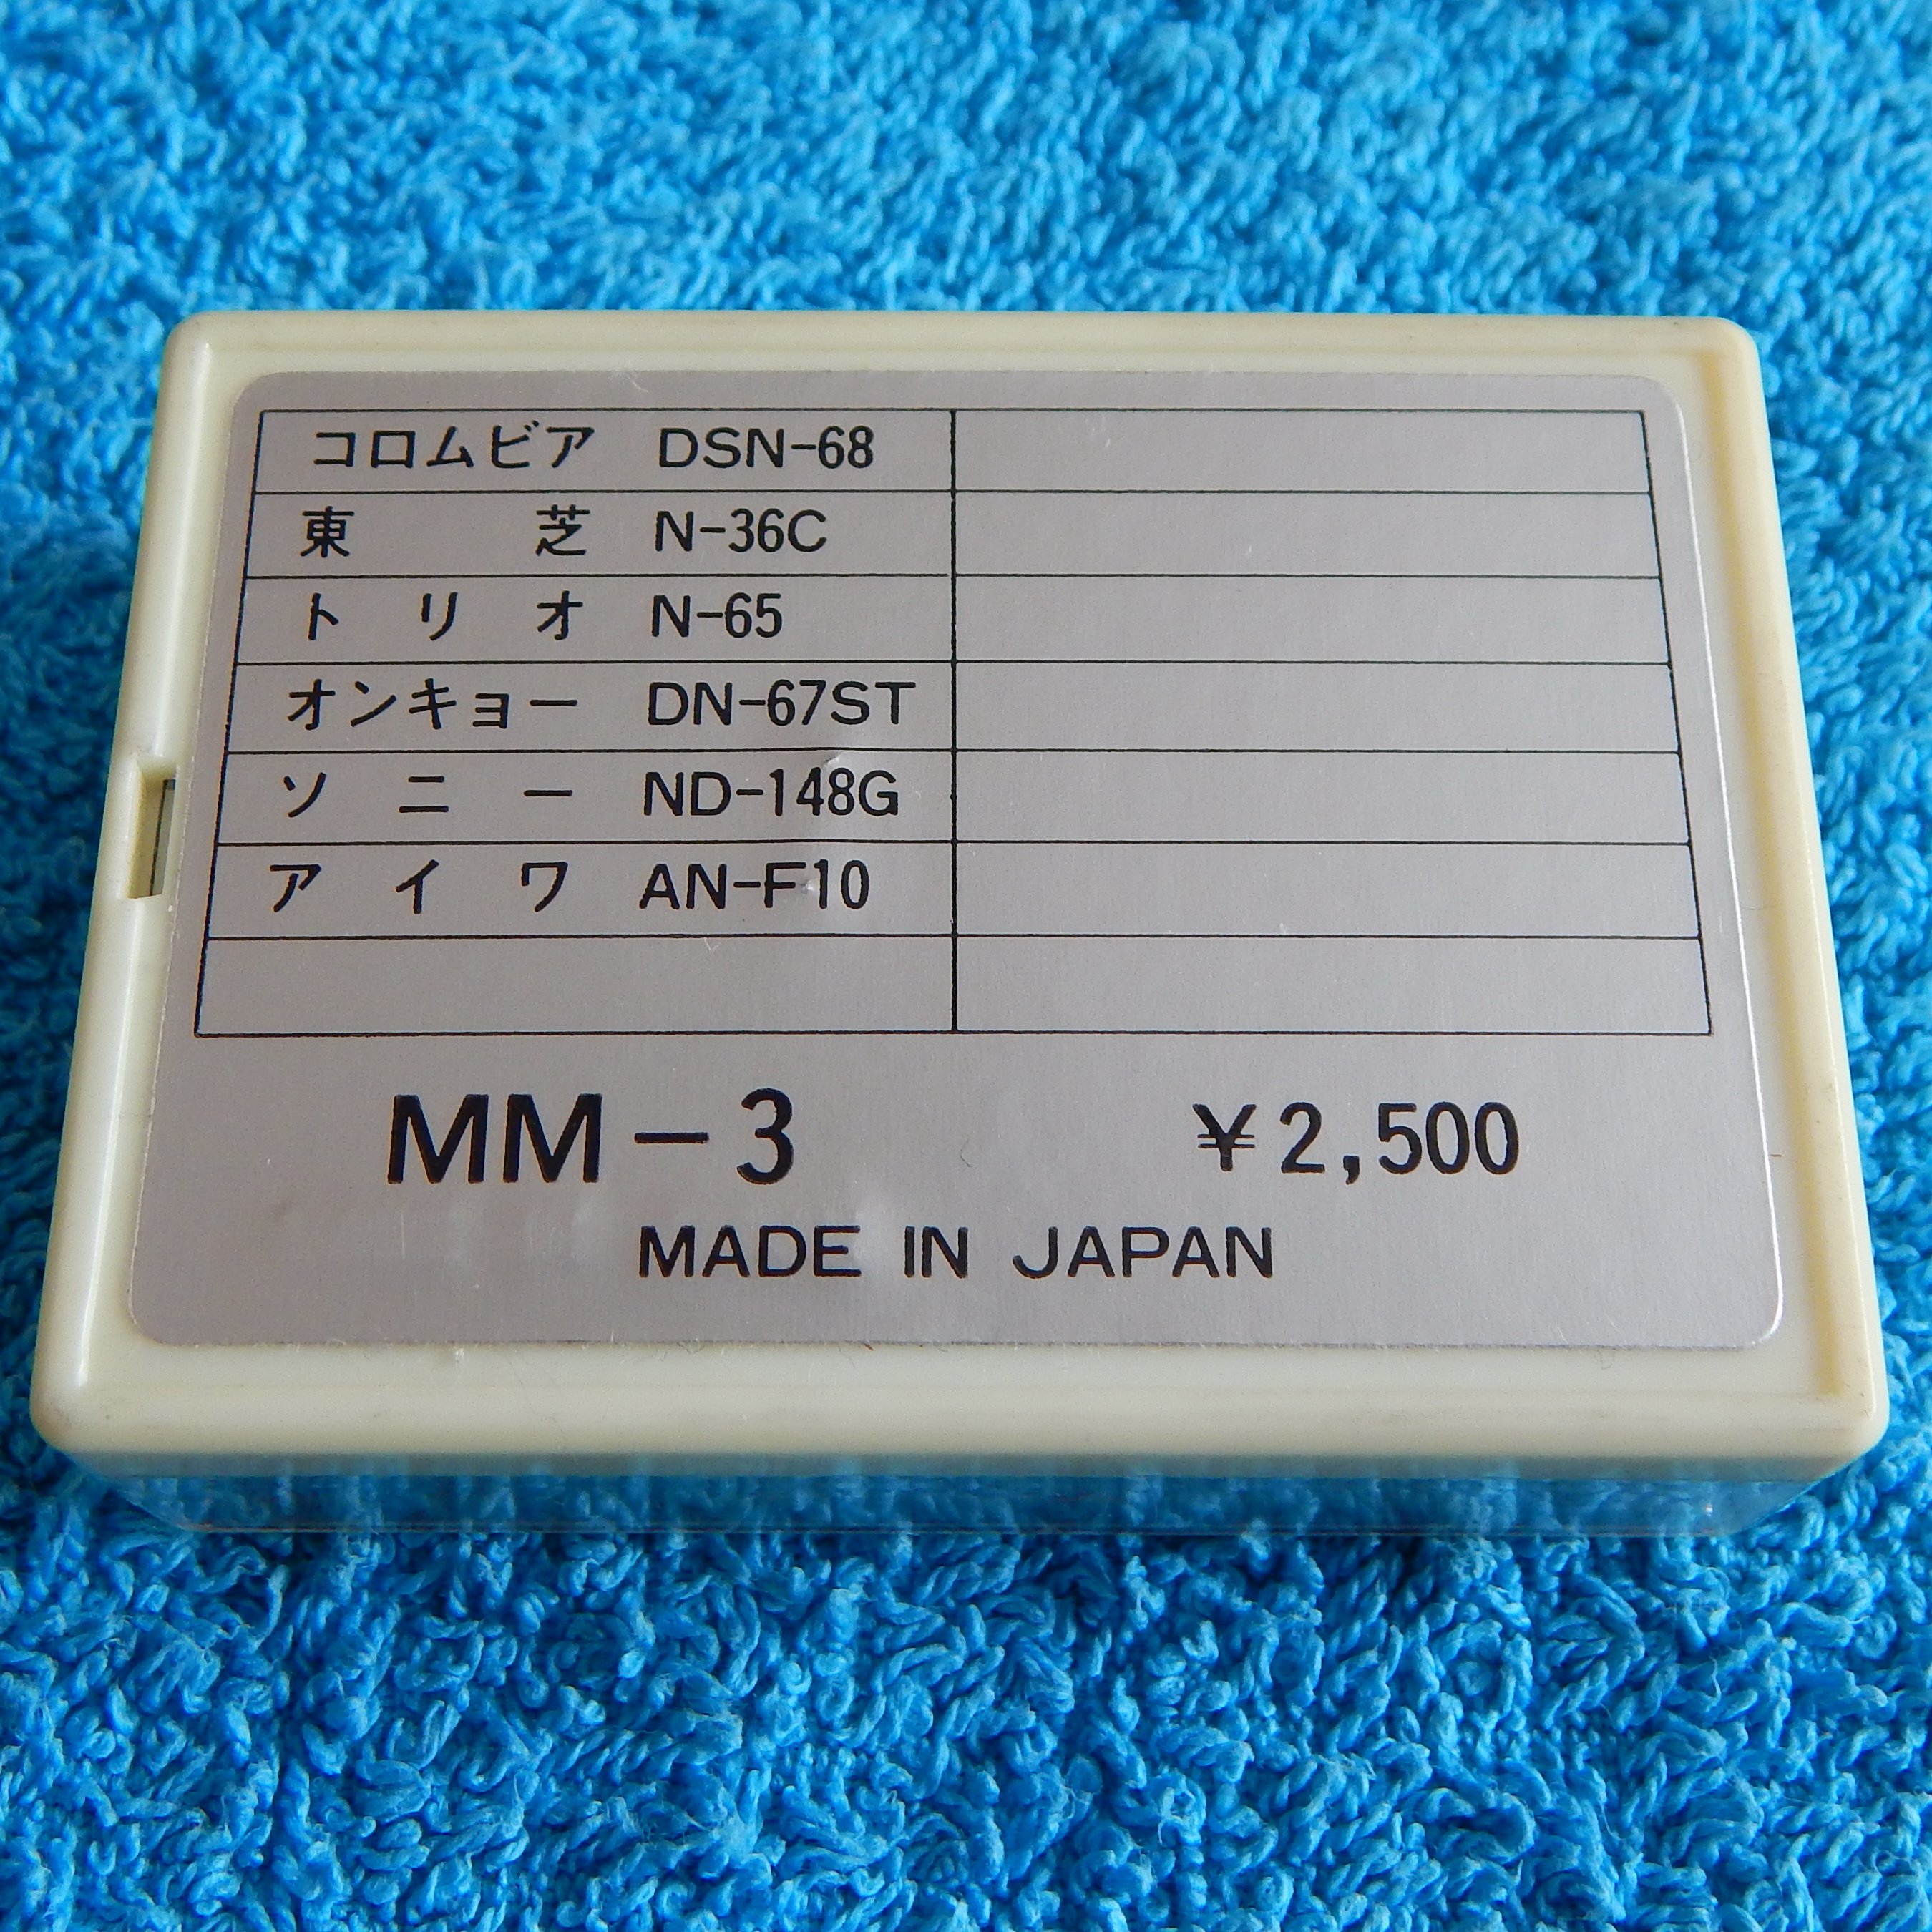 コロムビア DSN-68
東芝 N-36C
トリオ N-65
オンキョー DN-67ST
ソニー ND-148G
アイワ AN-F10
MM-3 ¥2,500
MADE IN JAPAN